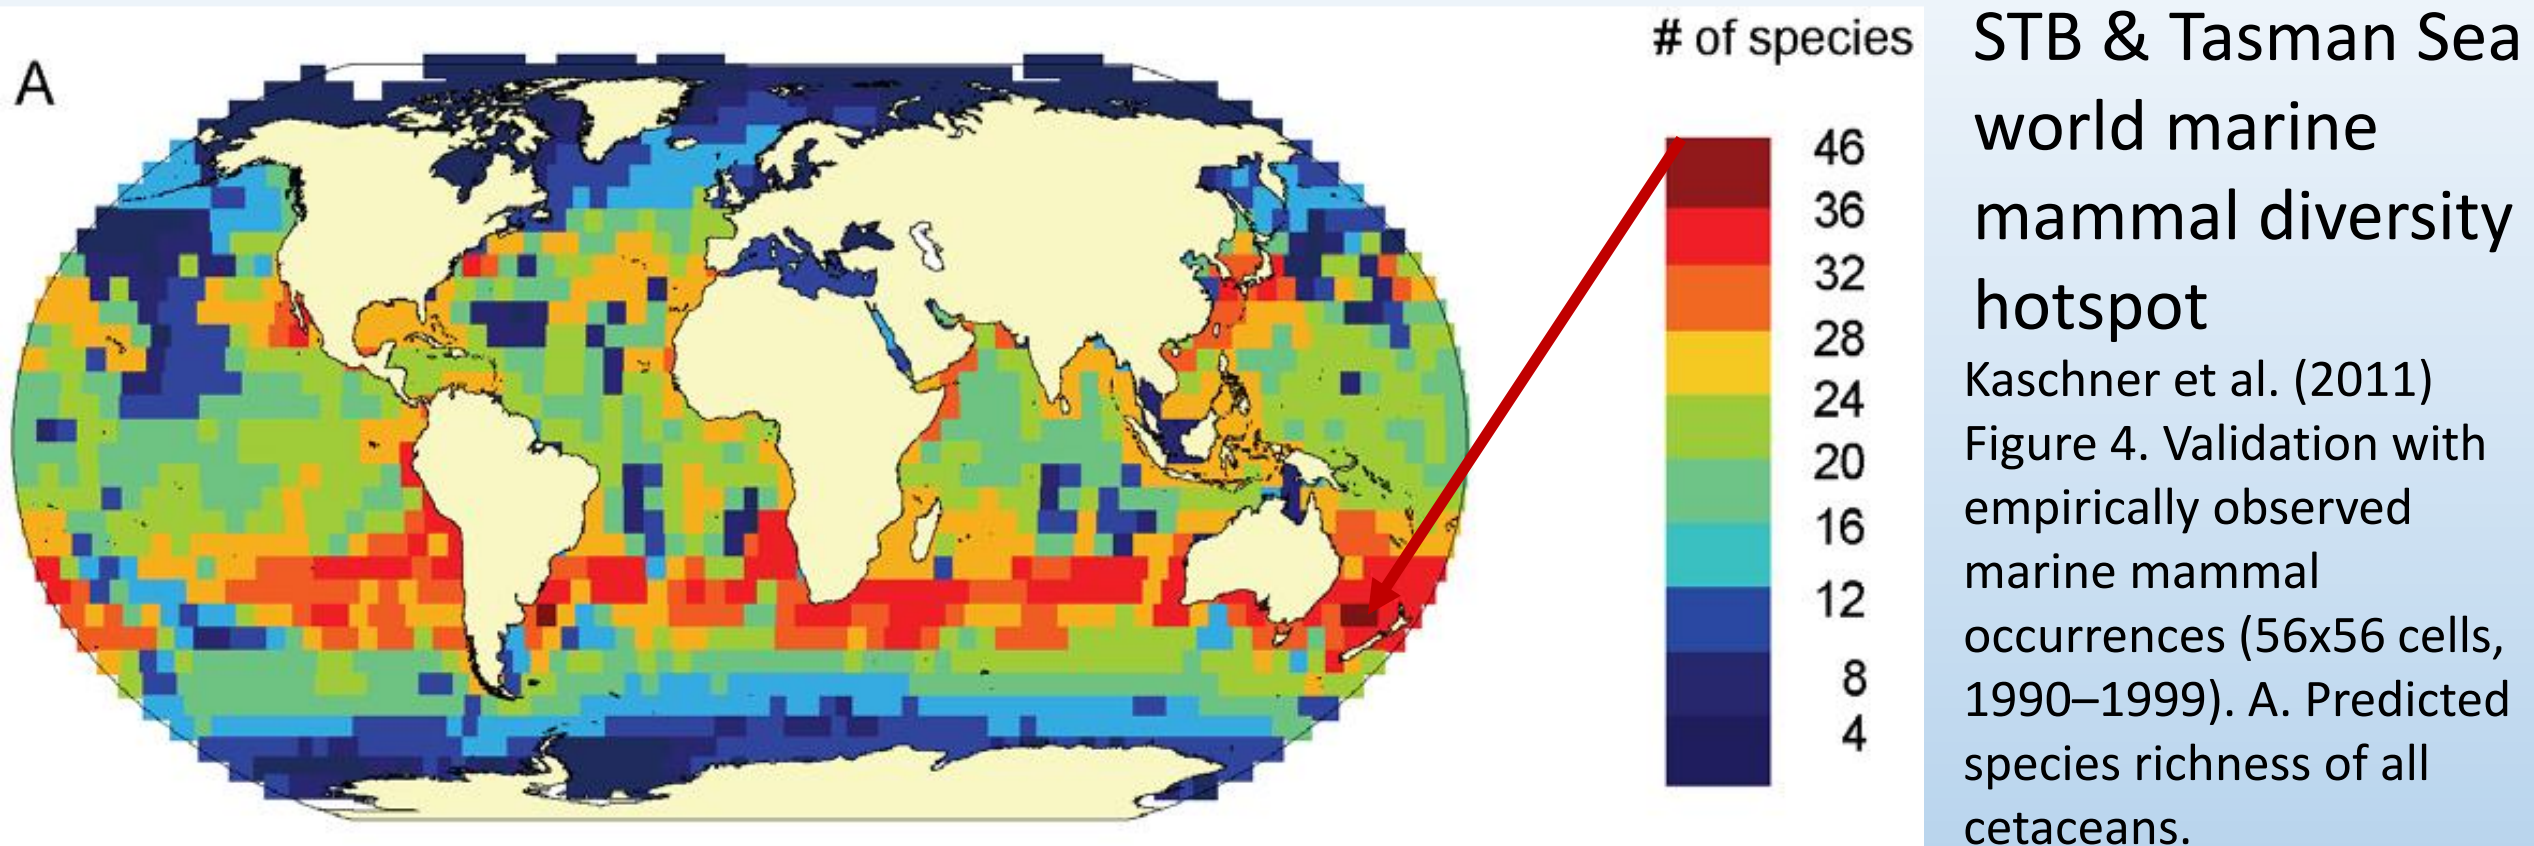 A
# of species
46
36
32
28
24
20
16
12
8
4
STB & Tasman Sea
world marine
mammal diversity
hotspot
Kaschner et al. (2011)
Figure 4. Validation with
empirically observed
marine mammal
occurrences (56x56 cells,
1990–1999). A. Predicted
species richness of all
cetaceans.